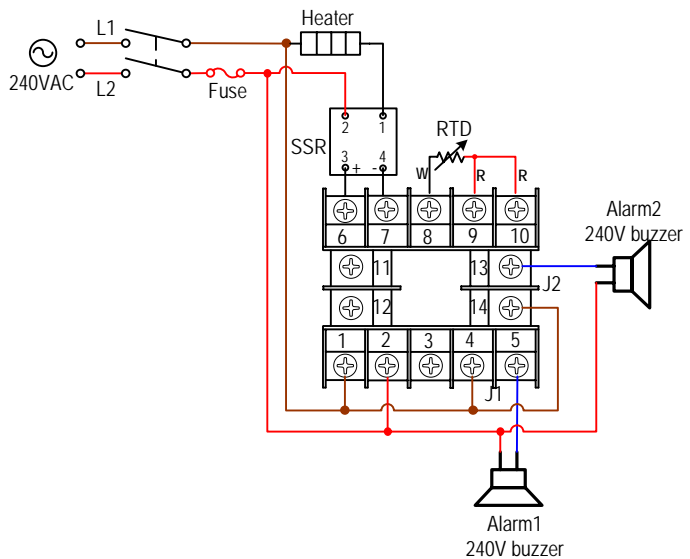 Heater
L1
240VAC
L2
Fuse
2 1
SSR
3 + 4 -
RTD
W R R
6 7 8 9 10
Alarm2
240V buzzer
11 13
J2
12 14
1 2 3 4 5
J1
Alarm1
240V buzzer